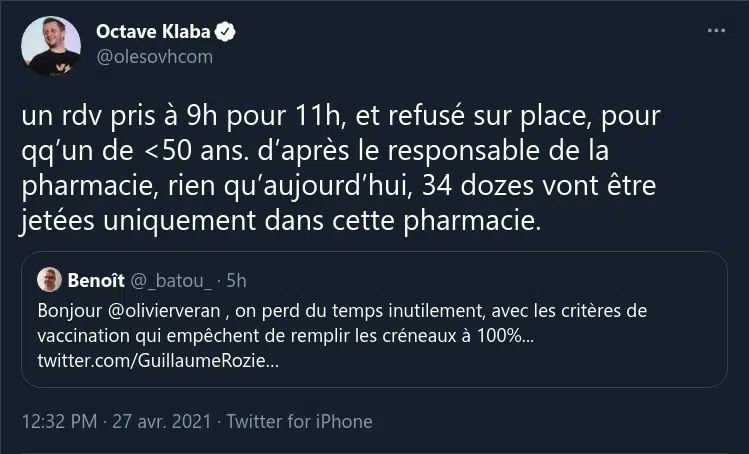 Octave Klaba
@olesovhcom
un rdv pris à 9h pour 11h, et refusé sur place, pour
qq’un de <50 ans. d’après le responsable de la
pharmacie, rien qu’aujourd’hui, 34 dozes vont être
jetées uniquement dans cette pharmacie.
Benoît @_batou_ · 5h
Bonjour @olivierveran , on perd du temps inutilement, avec les critères de
vaccination qui empêchent de remplir les créneaux à 100%...
twitter.com/GuillaumeRozie...
12:32 PM · 27 avr. 2021 · Twitter for iPhone